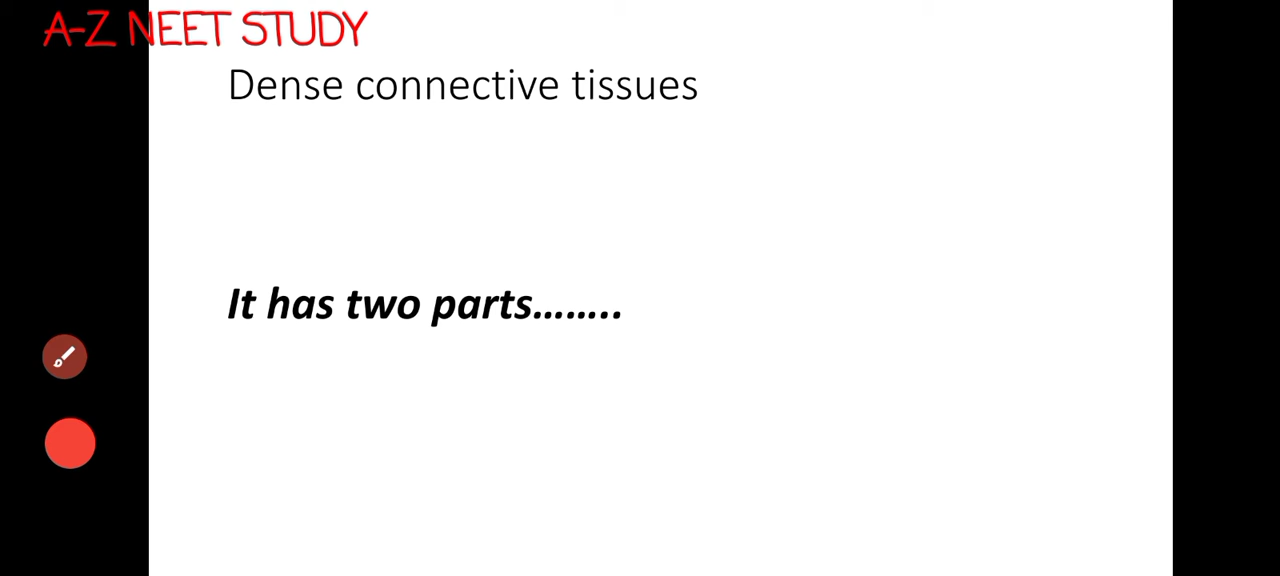 A-Z NEET STUDY
Dense connective tissues
It has two parts........